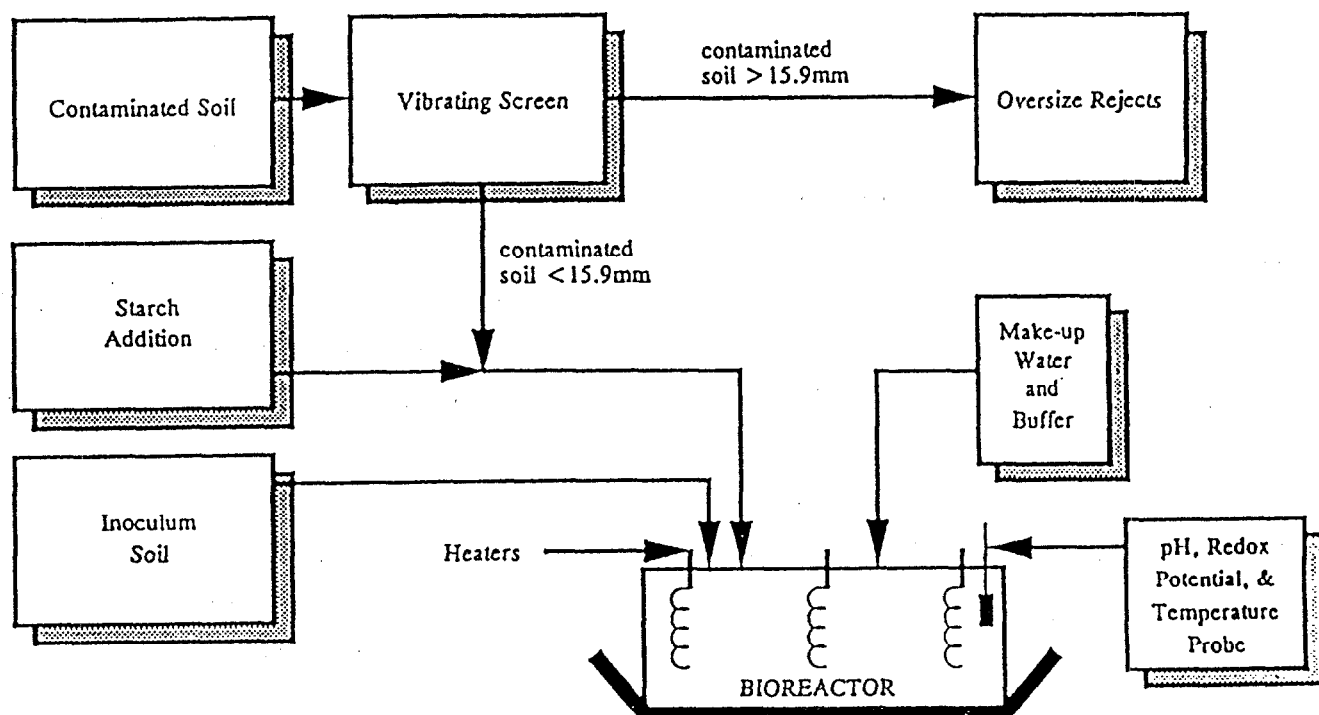 Contaminated Soil
Vibrating Screen
contaminated
soil >15.9mm
Oversize Rejects
contaminated
soil <15.9mm
Starch
Addition
Make-up
Water
and
Buffer
Inoculum
Soil
Heaters
pH, Redox
Potential, &
Temperature
Probe
BIOREACTOR